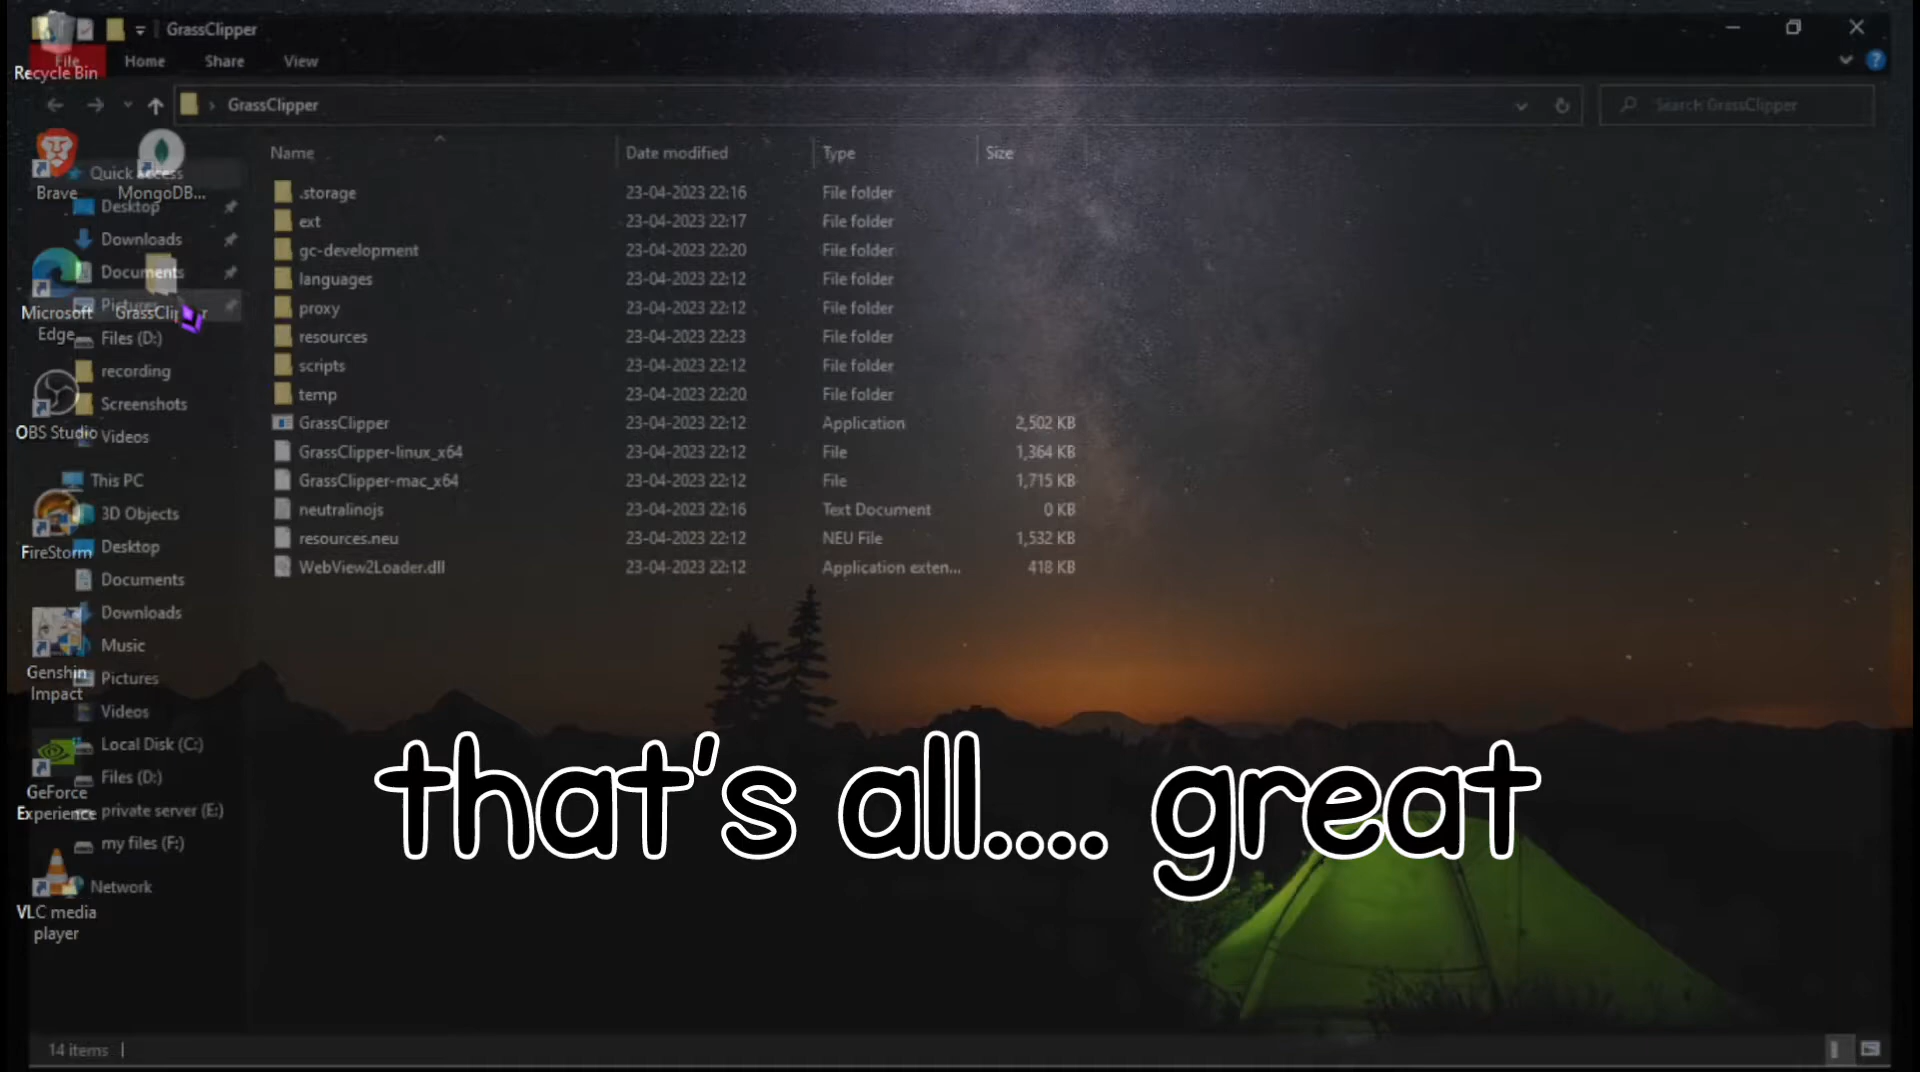 GrassClipper
File Home Share View
Recycle Bin
GrassClipper
Search GrassClipper
Name Date modified Type Size
.storage 23-04-2023 22:16 File folder
ext 23-04-2023 22:17 File folder
gc-development 23-04-2023 22:20 File folder
languages 23-04-2023 22:12 File folder
proxy 23-04-2023 22:12 File folder
resources 23-04-2023 22:23 File folder
scripts 23-04-2023 22:12 File folder
temp 23-04-2023 22:20 File folder
GrassClipper 23-04-2023 22:12 Application 2,502 KB
GrassClipper-linux_x64 23-04-2023 22:12 File 1,364 KB
GrassClipper-mac_x64 23-04-2023 22:12 File 1,715 KB
neutralinojs 23-04-2023 22:16 Text Document 0 KB
resources.neu 23-04-2023 22:12 NEU File 1,532 KB
WebView2Loader.dll 23-04-2023 22:12 Application exten... 418 KB
Quick access
Desktop
Downloads
Documents
Pictures
Files (D:)
recording
Screenshots
Videos
This PC
3D Objects
Desktop
Documents
Downloads
Music
Pictures
Videos
Local Disk (C:)
Files (D:)
private server (E:)
my files (F:)
Network
Brave
MongoDB...
Microsoft
Edge
GrassClipper
OBS Studio
FireStorm
Genshin
Impact
GeForce
Experience
VLC media
player
that's all.... great
14 items